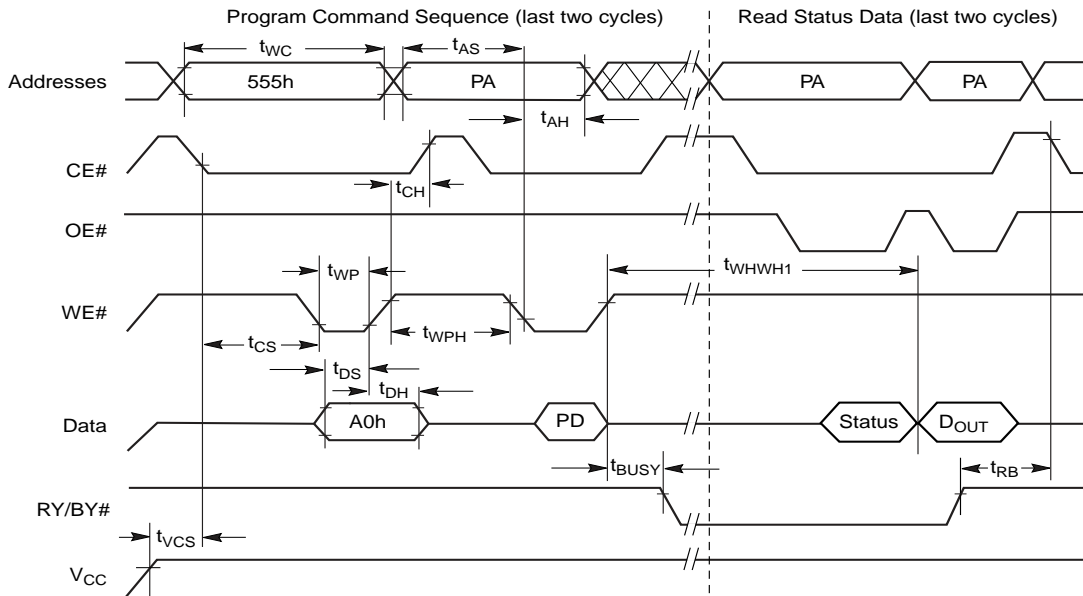 Program Command Sequence (last two cycles)
Read Status Data (last two cycles)
tWC
tAS
Addresses
555h
PA
PA
PA
tAH
CE#
tCH
OE#
tWP
tWHWH1
WE#
tCS
tWPH
tDS
tDH
Data
A0h
PD
Status
DOUT
tBUSY
tRB
RY/BY#
tVCS
VCC